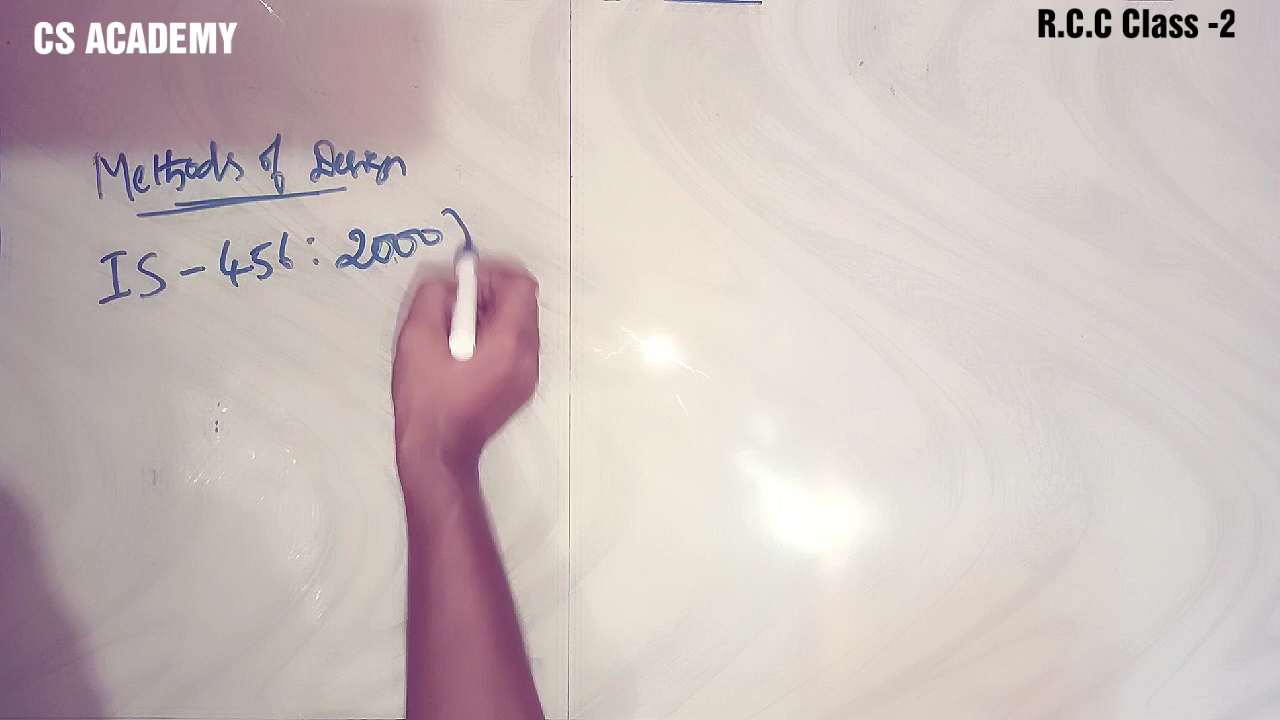 CS ACADEMY
R.C.C Class -2
Methods of Design
IS - 456 : 2000)